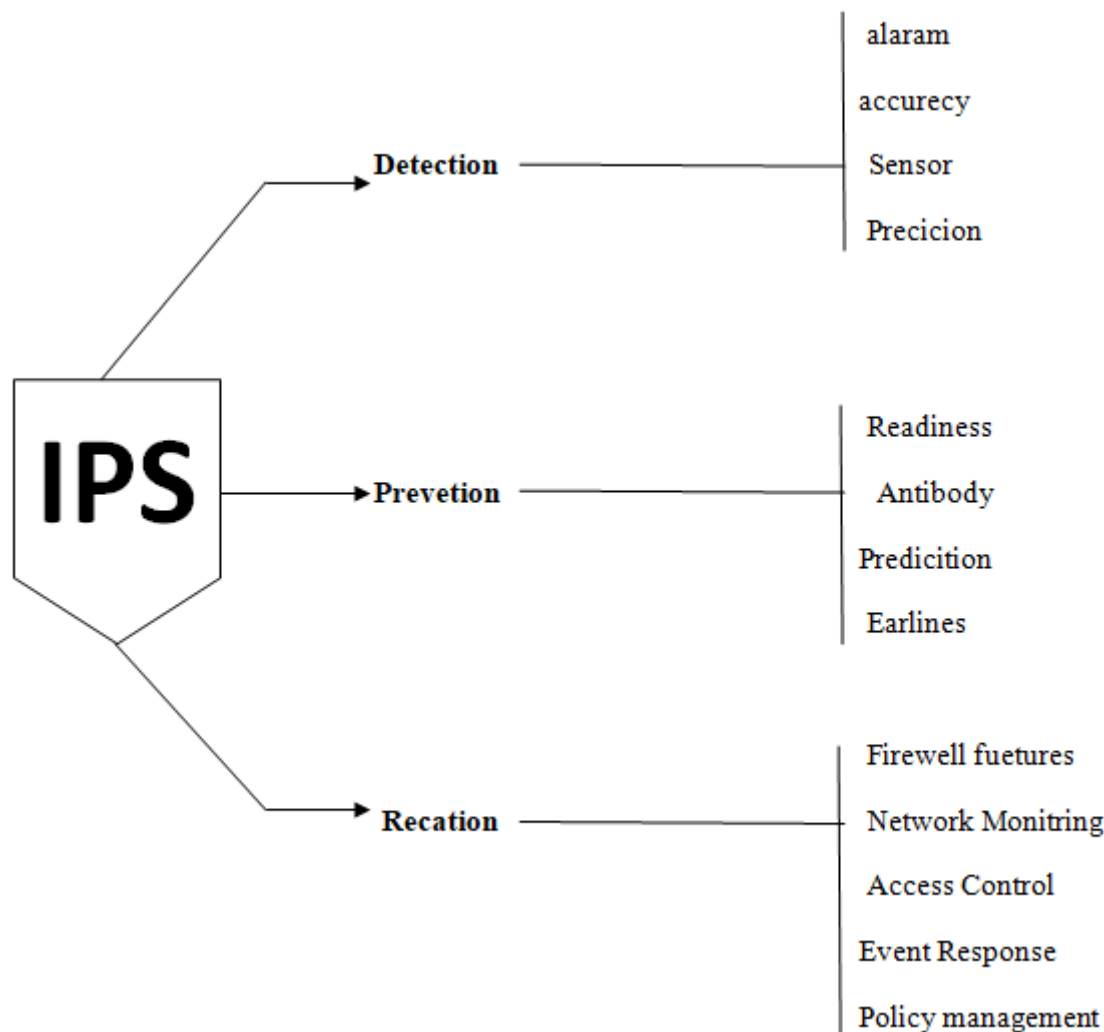 alaram
accurecy
Detection
Sensor
Precicion
IPS
Readiness
Prevetion
Antibody
Predicition
Earlines
Firewell fuetures
Recation
Network Monitring
Access Control
Event Response
Policy management